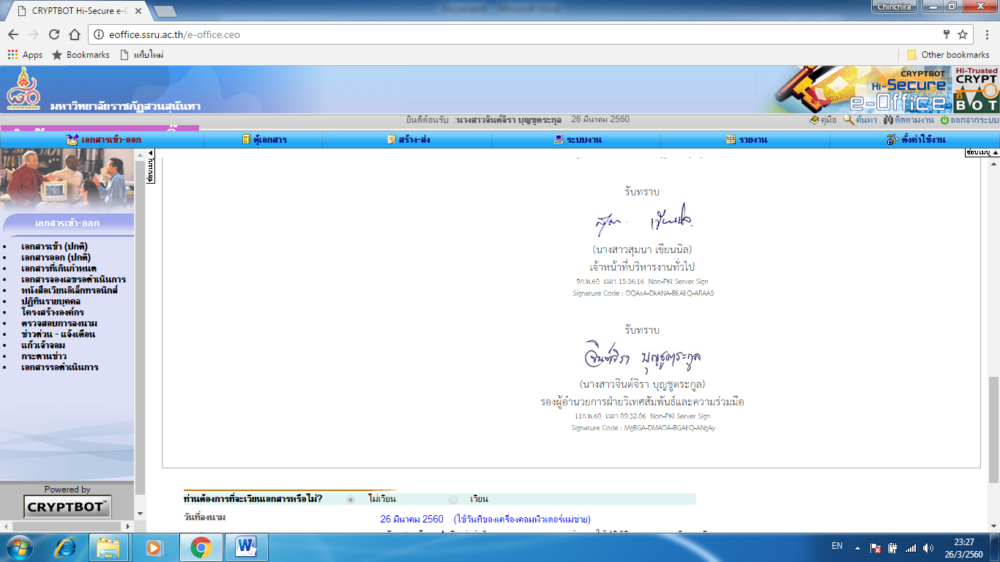 CRYPTBOT Hi-Secure e-O
Chinchira
eoffice.ssru.ac.th/e-office.ceo
Apps
Bookmarks
แท็บใหม่
Other bookmarks
มหาวิทยาลัยราชภัฏสวนสุนันทา
CRYPTBOT
Hi-Secure
e-Office
Hi-Trusted
CRYPT
BOT
ยินดีต้อนรับ :นางสาวจินต์จิรา บุญชูตระกูล 26 มีนาคม 2560
คู่มือ ค้นหา ติดตามงาน ออกจากระบบ
เอกสารเข้า-ออก ตู้เอกสาร สร้าง-ส่ง ระบบงาน รายงาน ตั้งค่าใช้งาน
ซ่อนเมนู
ซ่อนเมนู
เอกสารเข้า-ออก
เอกสารเข้า (ปกติ)
เอกสารออก (ปกติ)
เอกสารที่เกินกำหนด
เอกสารจองเลขรอดำเนินการ
หนังสือเวียนอิเล็กทรอนิกส์
ปฏิทินรายบุคคล
โครงสร้างองค์กร
ตรวจสอบการลงนาม
ข่าวด่วน - แจ้งเตือน
แก้วเจ้าจอม
กระดานข่าว
เอกสารรอดำเนินการ
Powered by
CRYPTBOT™
รับทราบ
สุมนา เขียนนิล
(นางสาวสุมนา เขียนนิล)
เจ้าหน้าที่บริหารงานทั่วไป
9ก.พ.60 เวลา 15:36:16 Non-PKI Server Sign
Signature Code : OQAxA-DkANA-BEAEQ-ARAA5
รับทราบ
จินต์จิรา บุญชูตระกูล
(นางสาวจินต์จิรา บุญชูตระกูล)
รองผู้อำนวยการฝ่ายวิเทศสัมพันธ์และความร่วมมือ
11ก.พ.60 เวลา 09:32:06 Non-PKI Server Sign
Signature Code : MgBGA-DMAOA-BGAEQ-ANgAy
ท่านต้องการที่จะเวียนเอกสารหรือไม่? ไม่เวียน เวียน
วันที่ลงนาม 26 มีนาคม 2560 (ใช้วันที่ของเครื่องคอมพิวเตอร์แม่ข่าย)
EN
23:27
26/3/2560